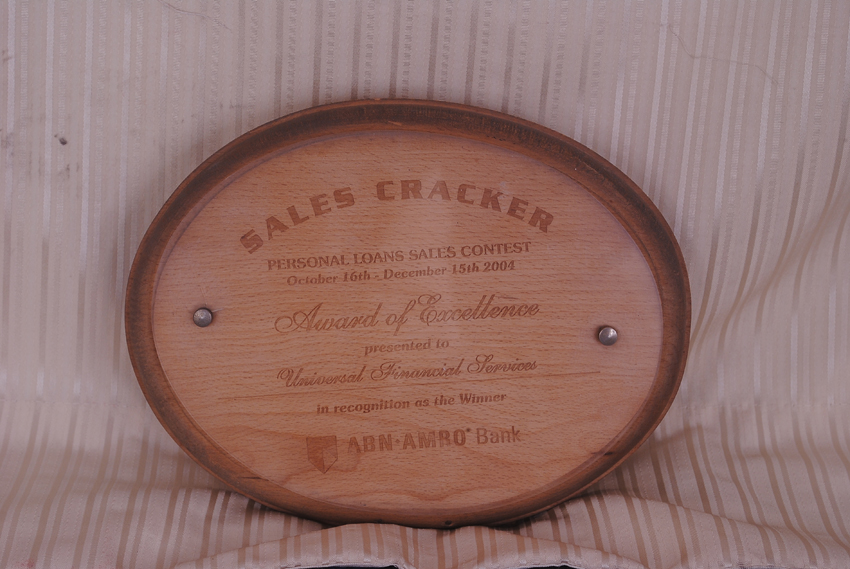 SALES CRACKER
PERSONAL LOANS SALES CONTEST
October 16th - December 15th 2004
Award of Excellence
presented to
Universal Financial Services
in recognition as the Winner
ABN·AMRO Bank